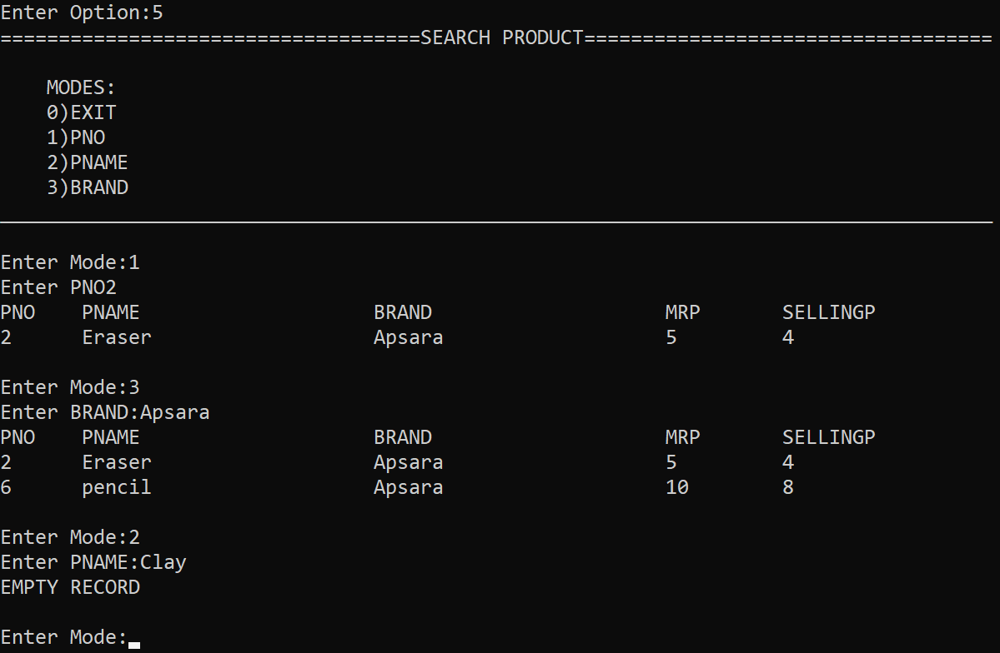 Enter Option:5
====================================SEARCH PRODUCT===================================
MODES:
0)EXIT
1)PNO
2)PNAME
3)BRAND
_____________________________________________________________________________________
Enter Mode:1
Enter PNO2
PNO    PNAME                    BRAND                    MRP       SELLINGP
2      Eraser                   Apsara                   5         4
Enter Mode:3
Enter BRAND:Apsara
PNO    PNAME                    BRAND                    MRP       SELLINGP
2      Eraser                   Apsara                   5         4
6      pencil                   Apsara                   10        8
Enter Mode:2
Enter PNAME:Clay
EMPTY RECORD
Enter Mode: